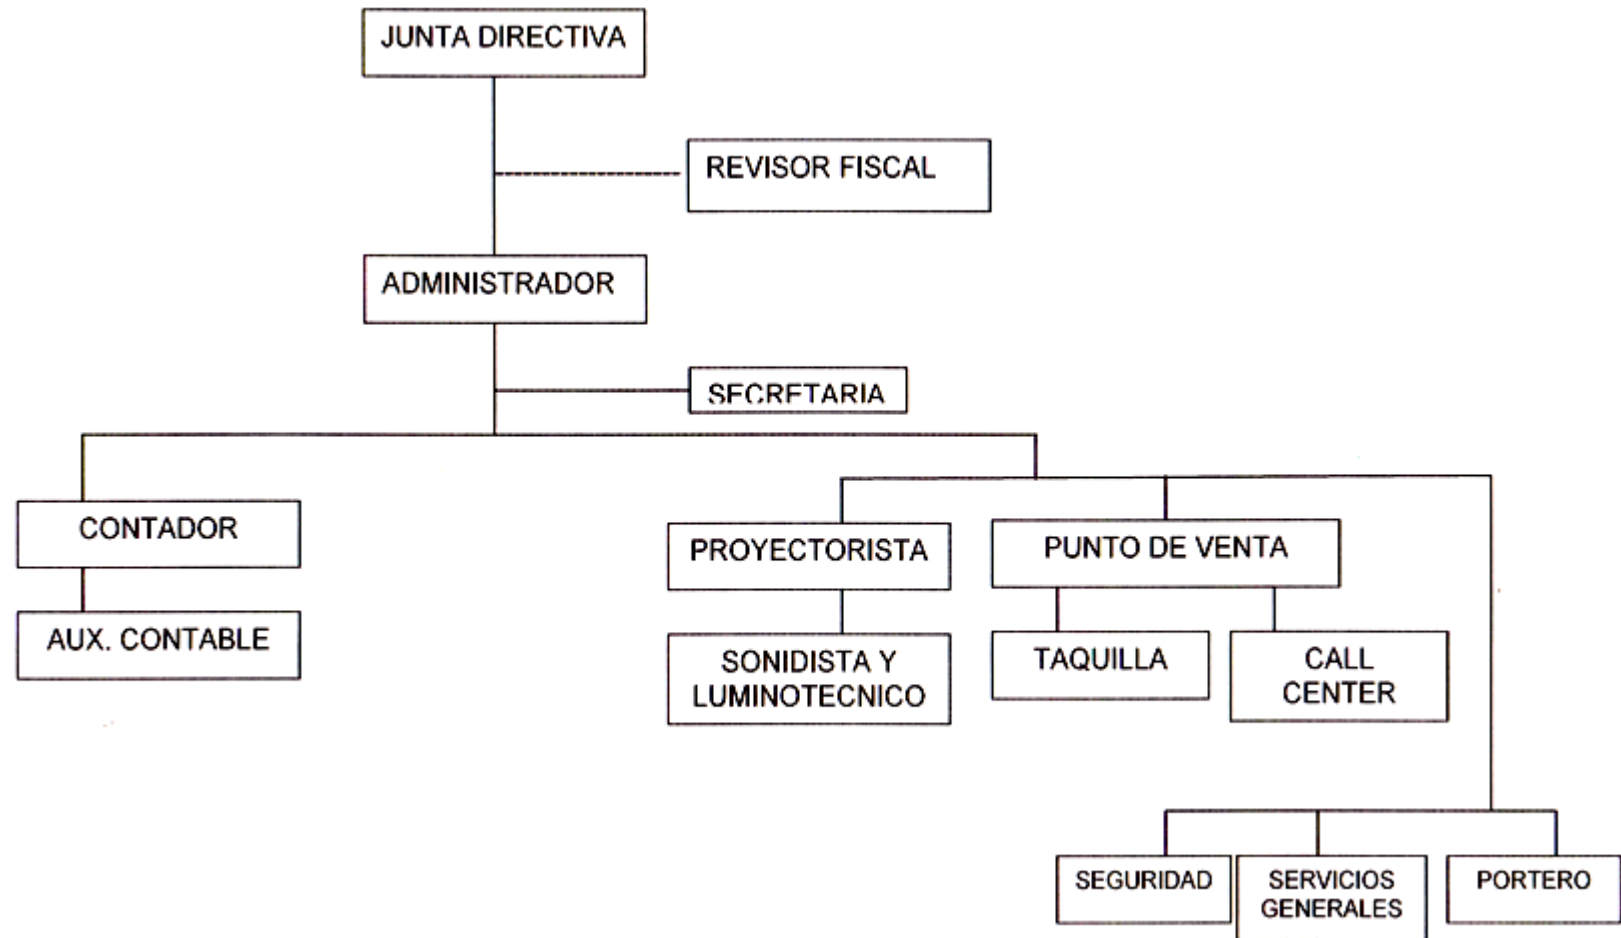 JUNTA DIRECTIVA
REVISOR FISCAL
ADMINISTRADOR
SECRETARIA
CONTADOR
PROYECTORISTA
PUNTO DE VENTA
AUX. CONTABLE
SONIDISTA Y
LUMINOTECNICO
TAQUILLA
CALL
CENTER
SEGURIDAD
SERVICIOS
GENERALES
PORTERO